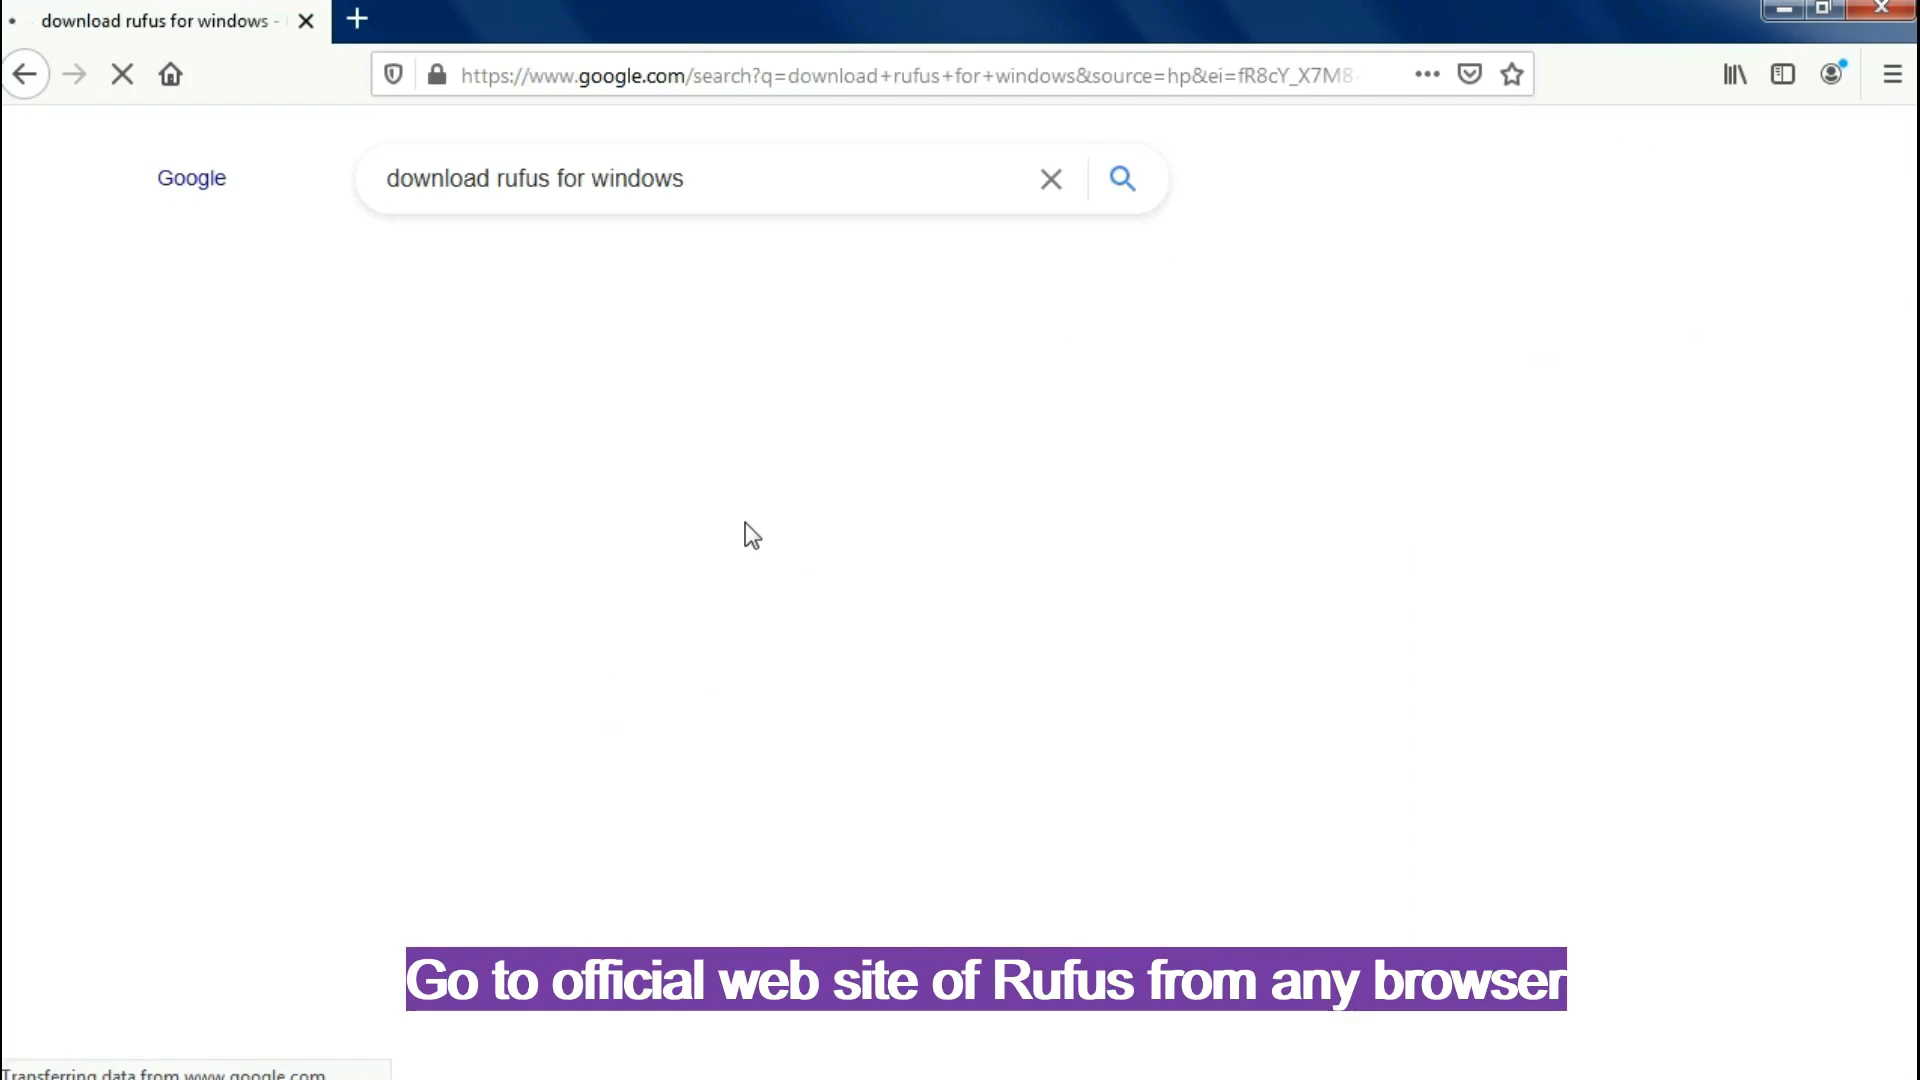 download rufus for windows -
https://www.google.com/search?q=download+rufus+for+windows&source=hp&ei=fR8cY_X7M8-
Google
download rufus for windows
Go to official web site of Rufus from any browser
Transferring data from www.google.com